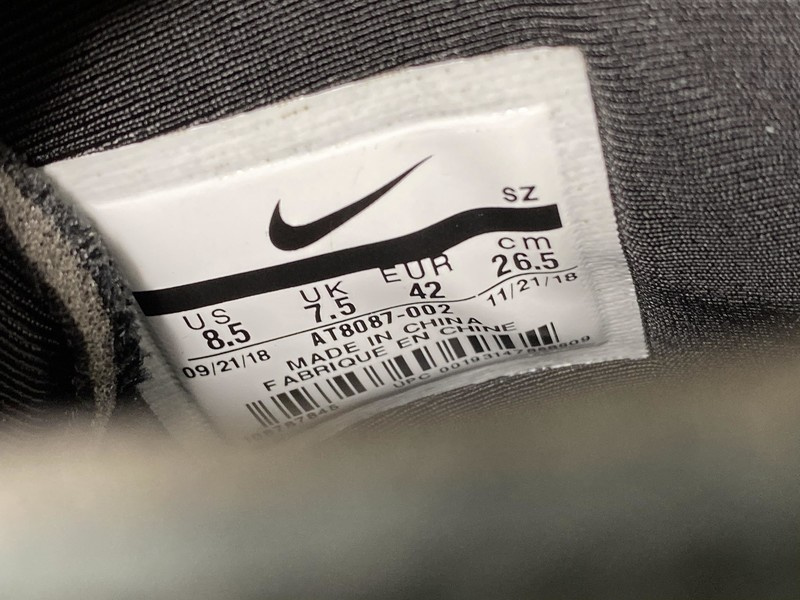 SZ
US UK EUR cm
8.5 7.5 42 26.5
09/21/18 AT8087-002 11/21/18
MADE IN CHINA
FABRIQUE EN CHINE